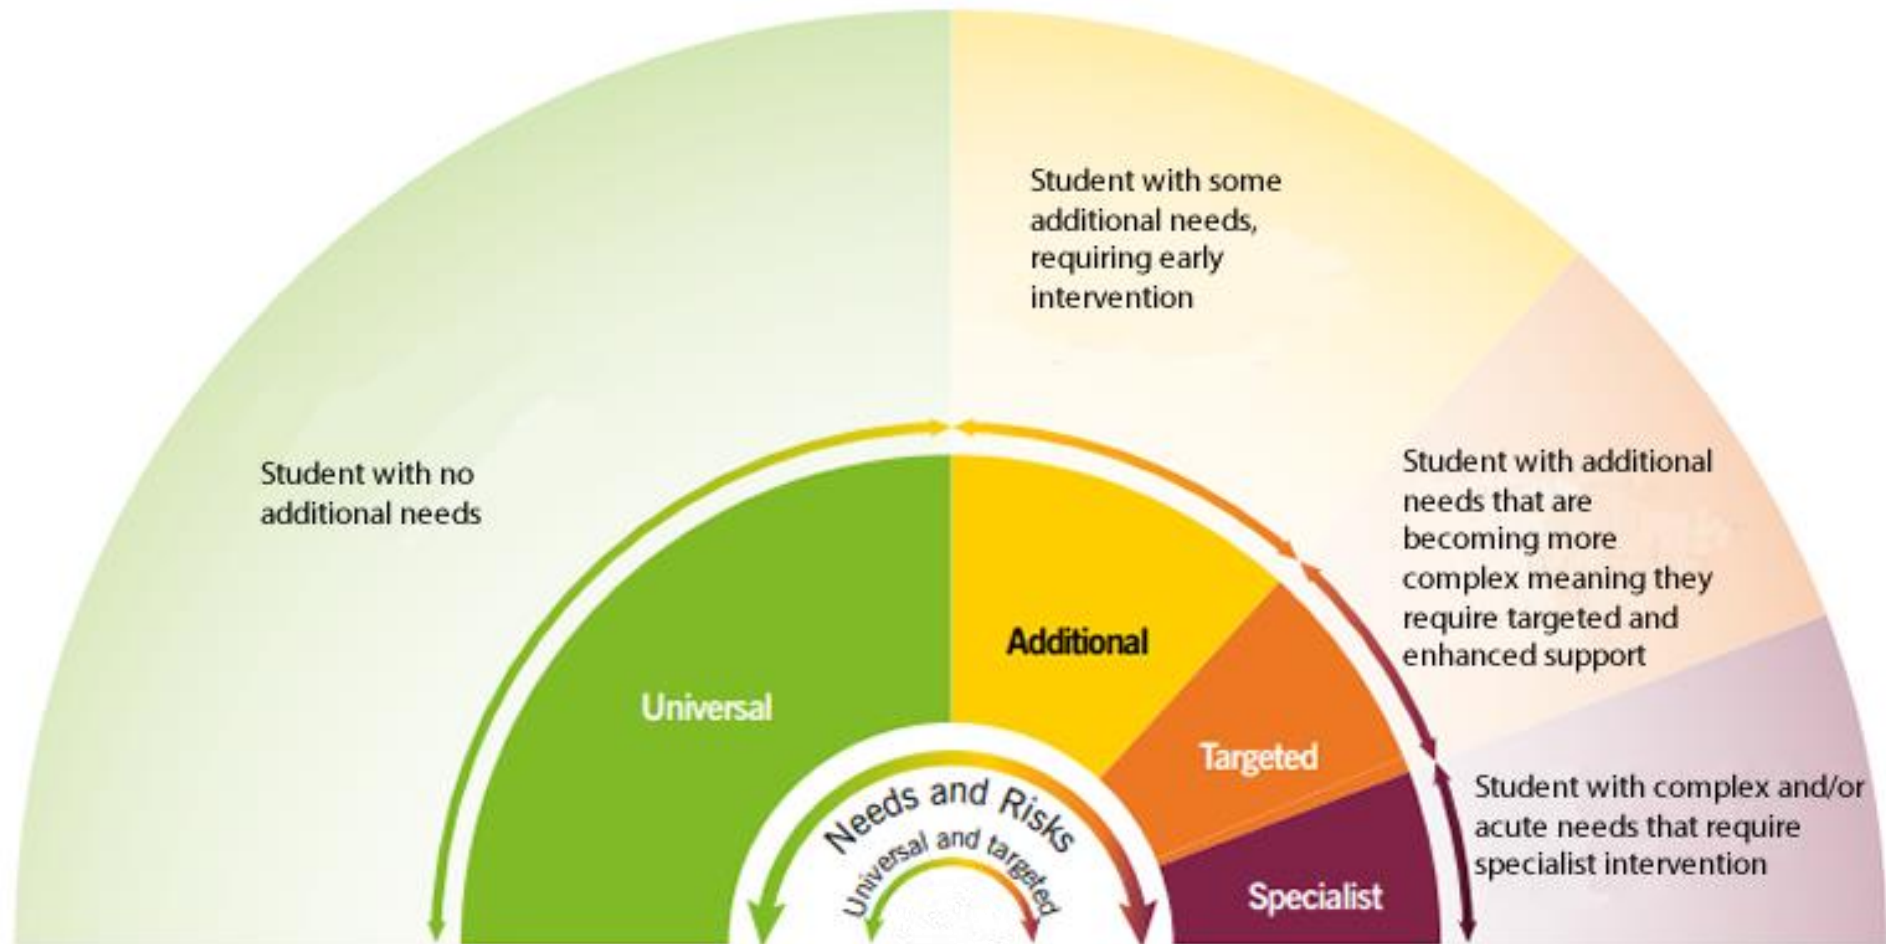 Student with some
additional needs,
requiring early
intervention
Student with no
additional needs
Student with additional
needs that are
becoming more
complex meaning they
require targeted and
enhanced support
Additional
Universal
Targeted
Student with complex and/or
acute needs that require
specialist intervention
Needs and Risks
Universal and targeted
Specialist